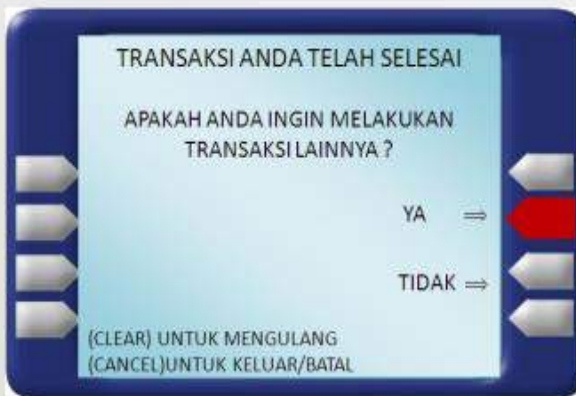 TRANSAKSI ANDA TELAH SELESAI
APAKAH ANDA INGIN MELAKUKAN
TRANSAKSI LAINNYA ?
YA ⇒
TIDAK ⇒
(CLEAR) UNTUK MENGULANG
(CANCEL)UNTUK KELUAR/BATAL